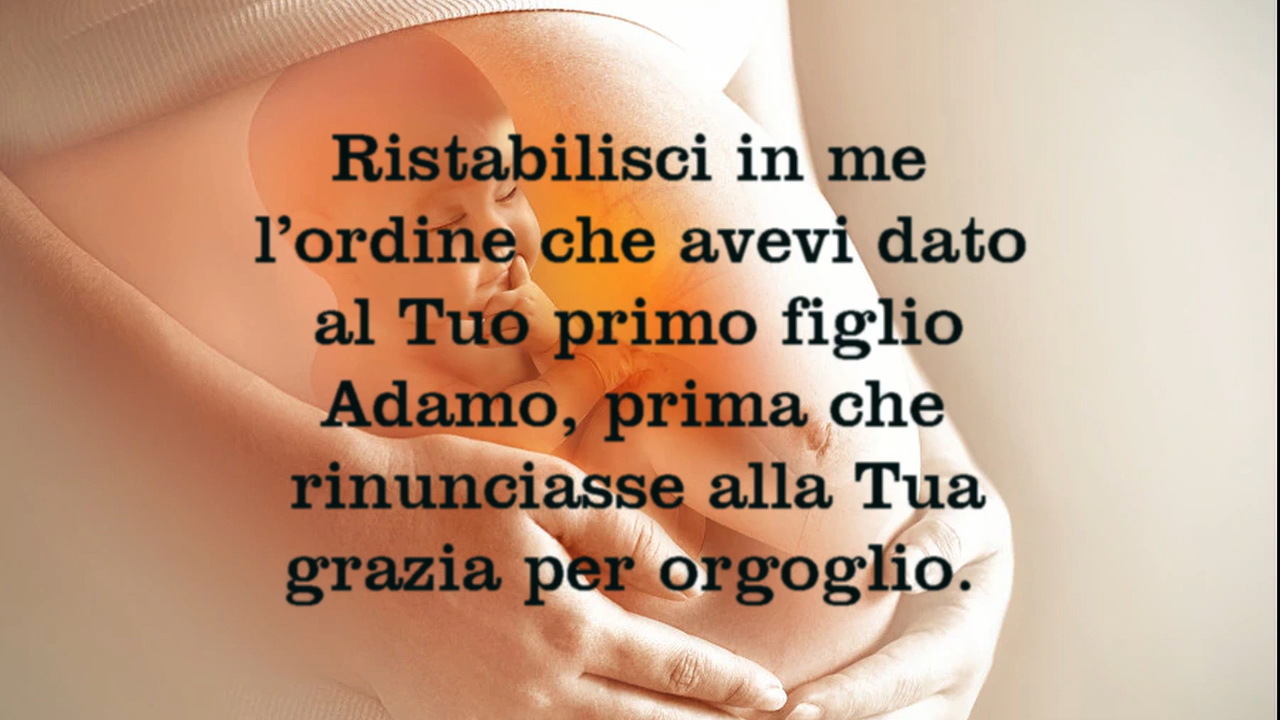 Ristabilisci in me
l’ordine che avevi dato
al Tuo primo figlio
Adamo, prima che
rinunciasse alla Tua
grazia per orgoglio.